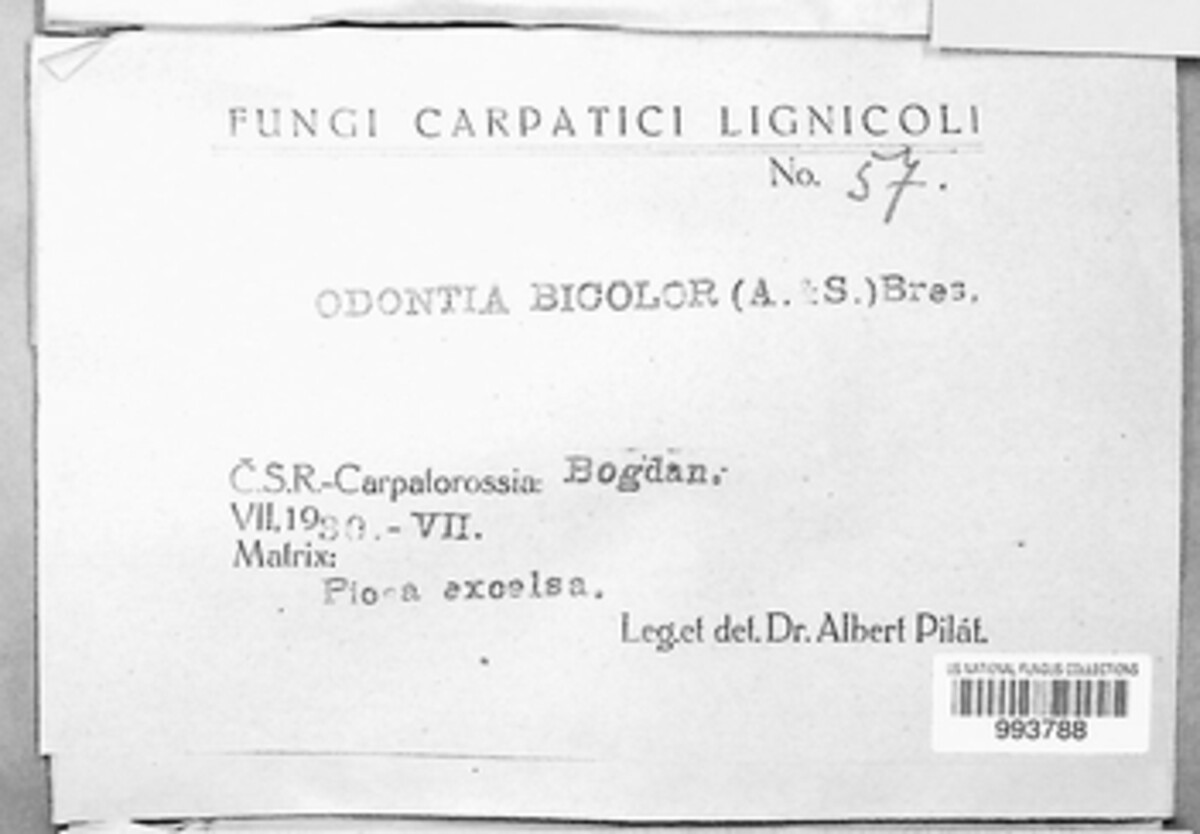 FUNGI CARPATICI LIGNICOLI
No. 57.
ODONTIA BICOLOR (A. & S.) Bres.
Č.S.R.-Carpatorossia: Bogdan.
VII. 1930.-VII.
Matrix:
Picea excelsa.
Leg. et det. Dr. Albert Pilát.
US NATIONAL FUNGUS COLLECTIONS
993788